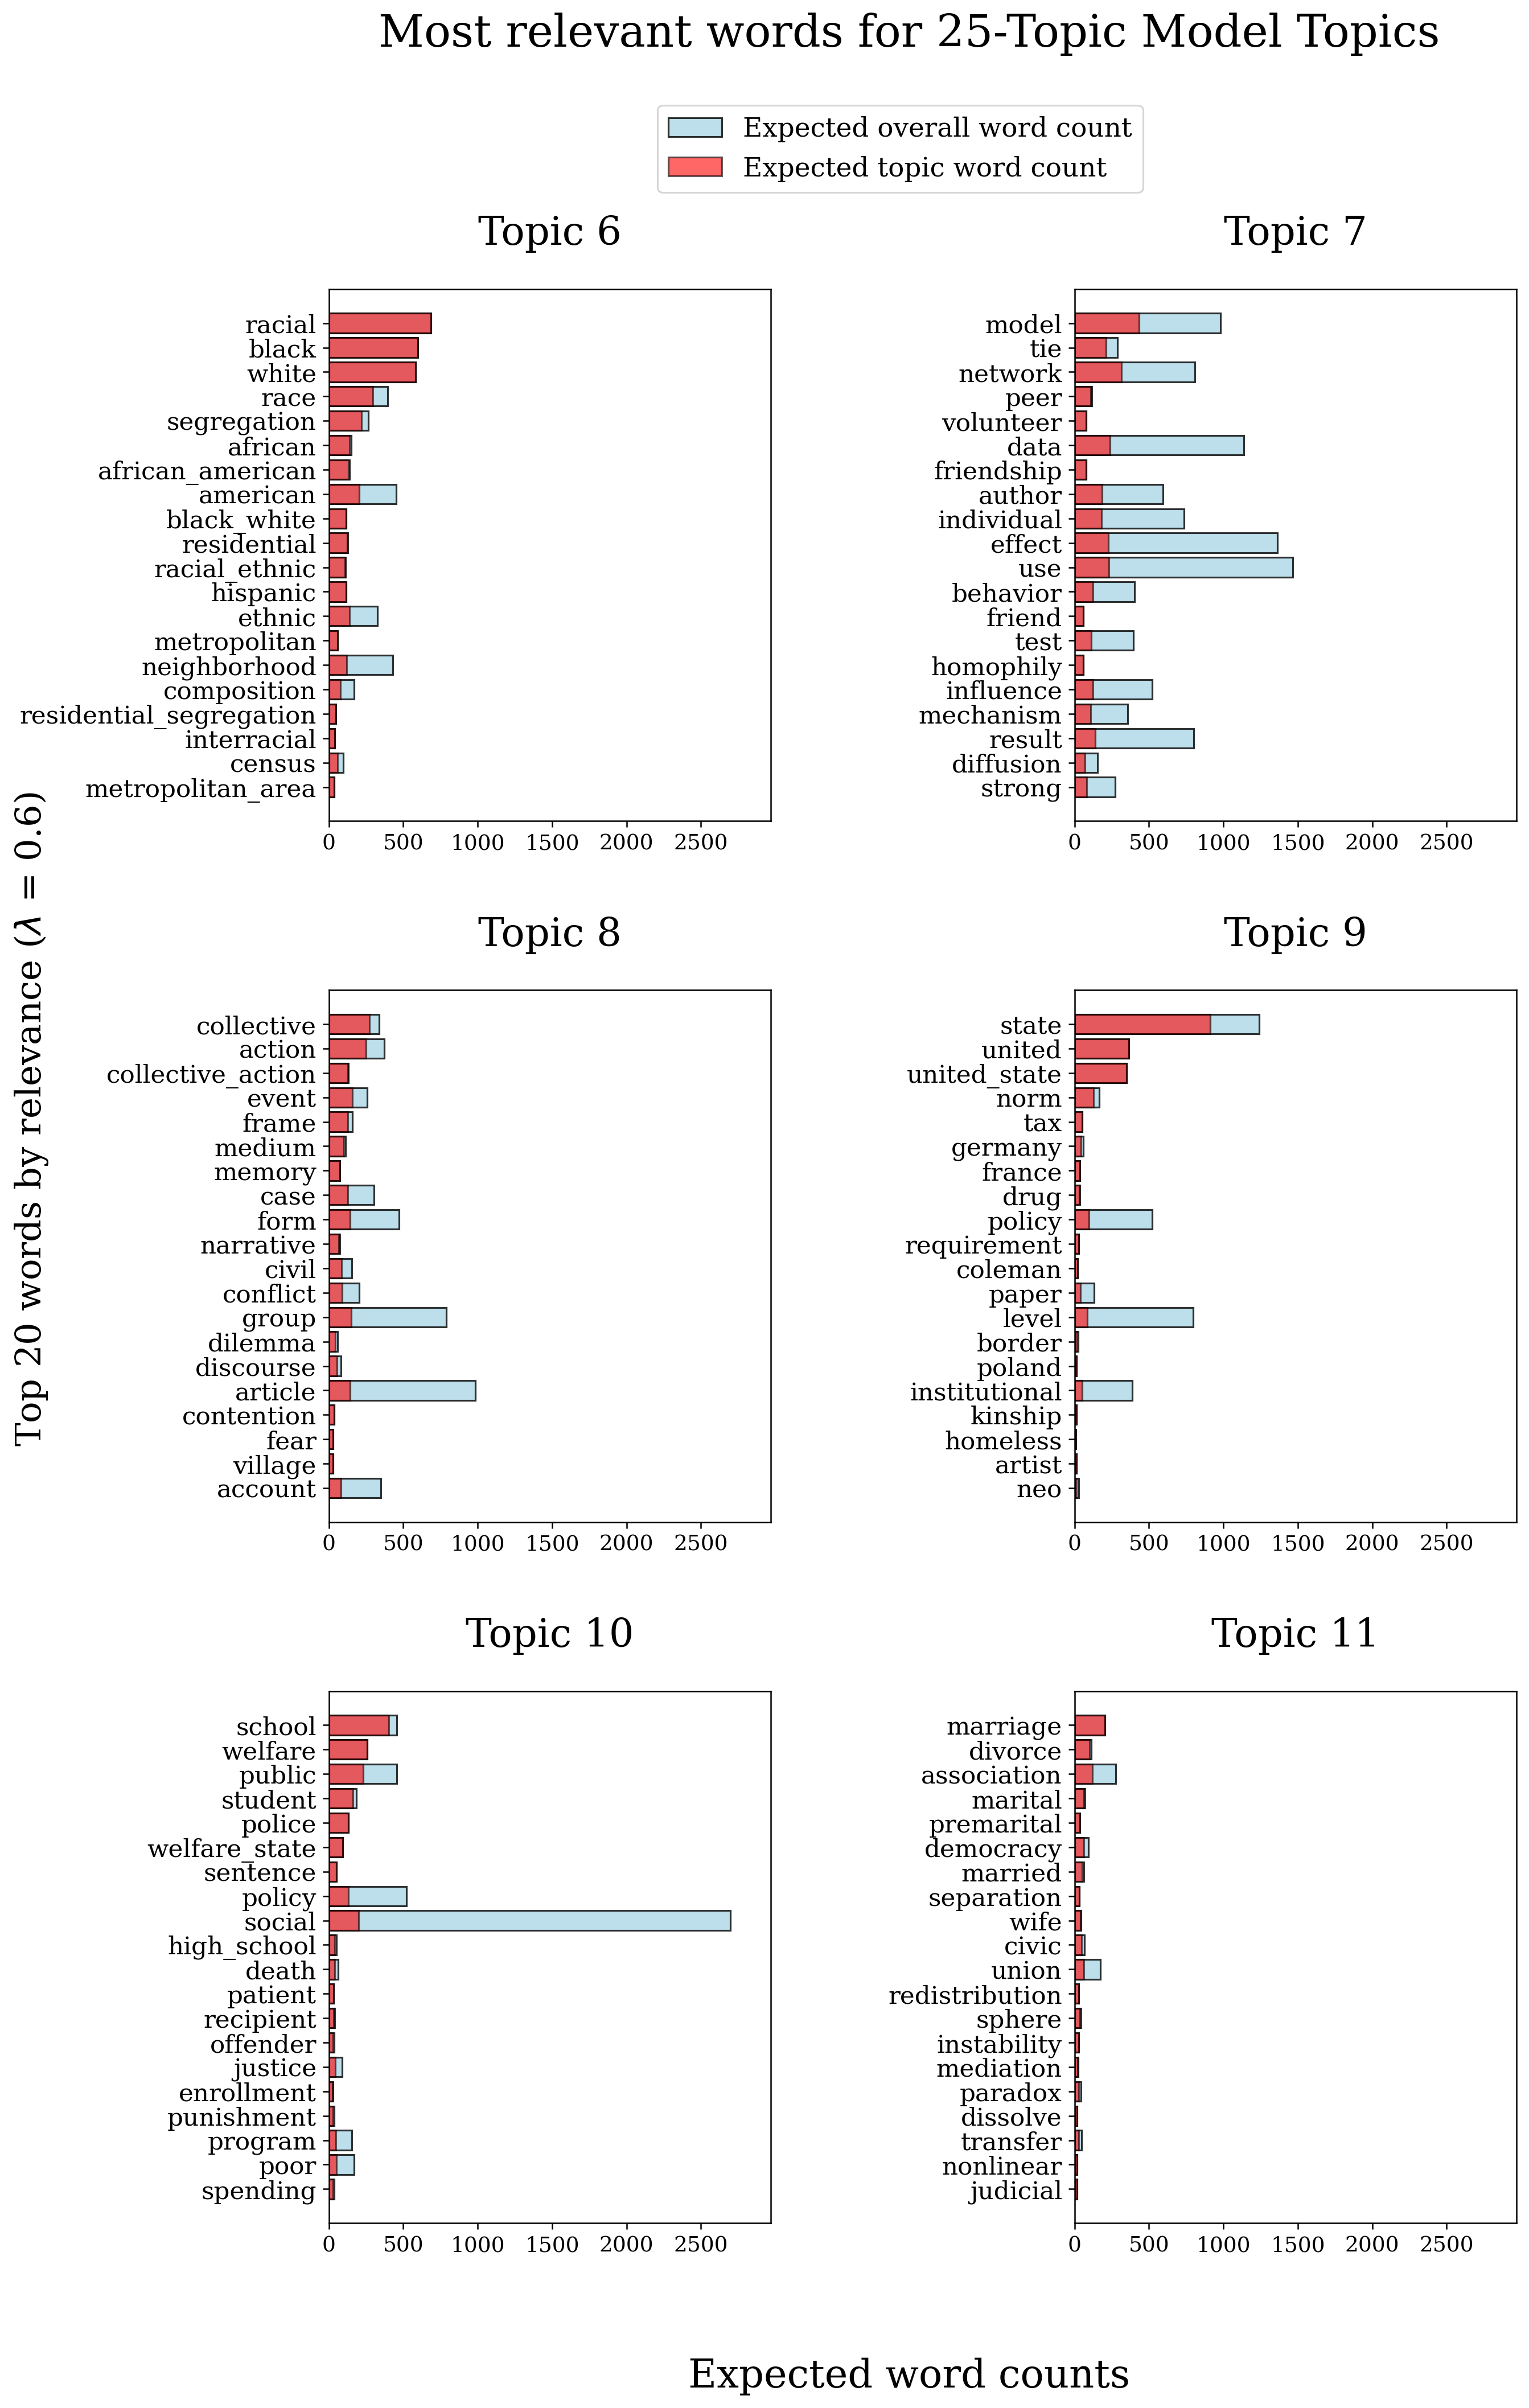 Most relevant words for 25-Topic Model Topics
Expected overall word count
Expected topic word count
Top 20 words by relevance (λ = 0.6)
Topic 6
racial
black
white
race
segregation
african
african_american
american
black_white
residential
racial_ethnic
hispanic
ethnic
metropolitan
neighborhood
composition
residential_segregation
interracial
census
metropolitan_area
0 500 1000 1500 2000 2500
Topic 7
model
tie
network
peer
volunteer
data
friendship
author
individual
effect
use
behavior
friend
test
homophily
influence
mechanism
result
diffusion
strong
0 500 1000 1500 2000 2500
Topic 8
collective
action
collective_action
event
frame
medium
memory
case
form
narrative
civil
conflict
group
dilemma
discourse
article
contention
fear
village
account
0 500 1000 1500 2000 2500
Topic 9
state
united
united_state
norm
tax
germany
france
drug
policy
requirement
coleman
paper
level
border
poland
institutional
kinship
homeless
artist
neo
0 500 1000 1500 2000 2500
Topic 10
school
welfare
public
student
police
welfare_state
sentence
policy
social
high_school
death
patient
recipient
offender
justice
enrollment
punishment
program
poor
spending
0 500 1000 1500 2000 2500
Topic 11
marriage
divorce
association
marital
premarital
democracy
married
separation
wife
civic
union
redistribution
sphere
instability
mediation
paradox
dissolve
transfer
nonlinear
judicial
0 500 1000 1500 2000 2500
Expected word counts